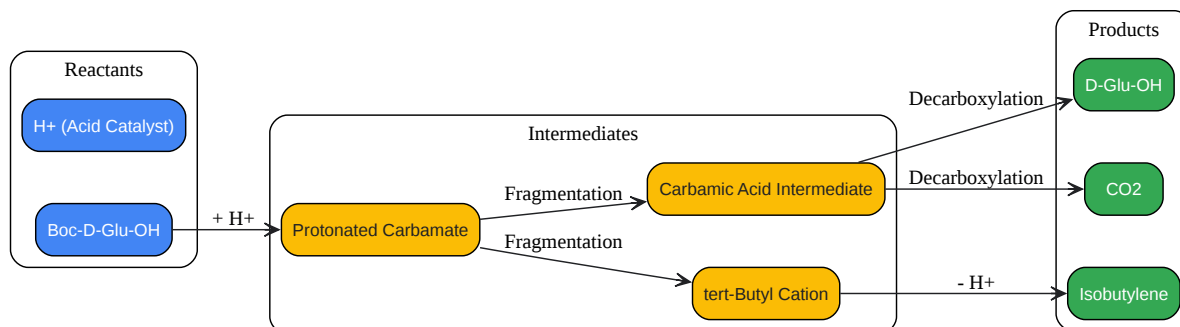 Reactants
H+ (Acid Catalyst)
Boc-D-Glu-OH
+ H+
Intermediates
Protonated Carbamate
Fragmentation
Fragmentation
Carbamic Acid Intermediate
tert-Butyl Cation
Decarboxylation
Decarboxylation
- H+
Products
D-Glu-OH
CO2
Isobutylene